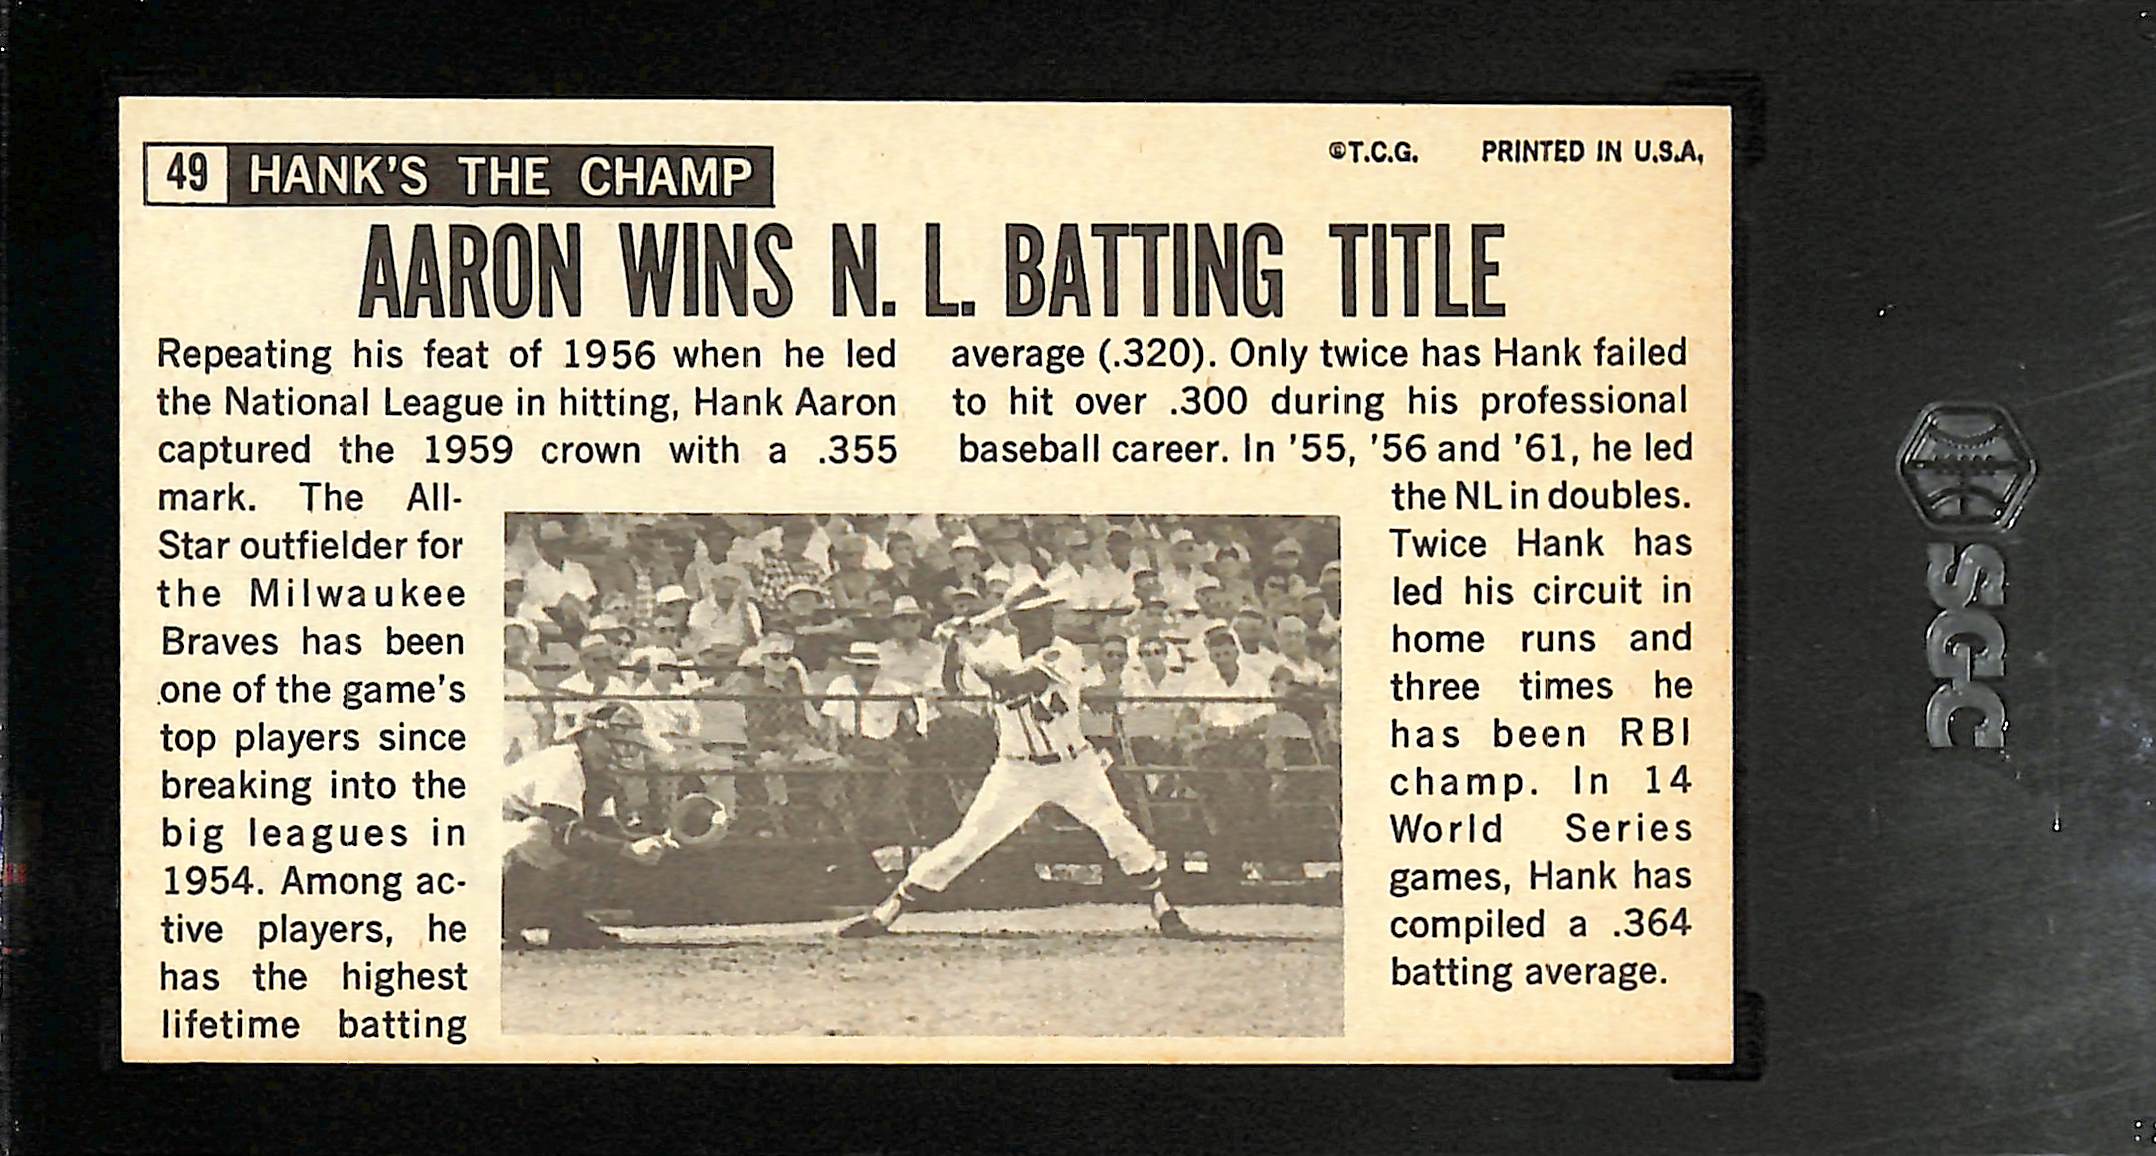 49 HANK'S THE CHAMP
©T.C.G. PRINTED IN U.S.A,
AARON WINS N. L. BATTING TITLE
Repeating his feat of 1956 when he led
the National League in hitting, Hank Aaron
captured the 1959 crown with a .355
mark. The All-
Star outfielder for
the Milwaukee
Braves has been
one of the game's
top players since
breaking into the
big leagues in
1954. Among ac-
tive players, he
has the highest
lifetime batting
average (.320). Only twice has Hank failed
to hit over .300 during his professional
baseball career. In '55, '56 and '61, he led
the NL in doubles.
Twice Hank has
led his circuit in
home runs and
three times he
has been RBI
champ. In 14
World Series
games, Hank has
compiled a .364
batting average.
44
SGC